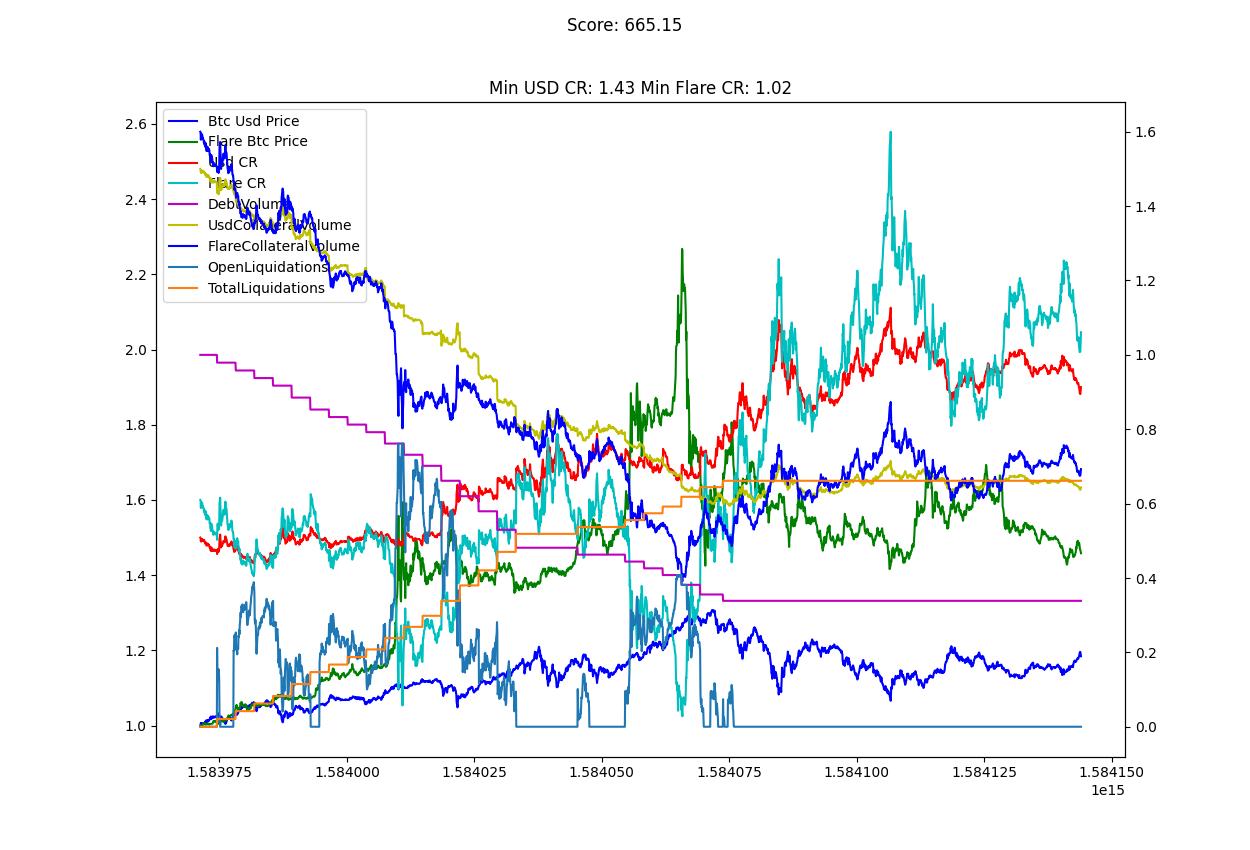 Score: 665.15
Min USD CR: 1.43 Min Flare CR: 1.02
Btc Usd Price
Flare Btc Price
Usd CR
Flare CR
DebtVolume
UsdCollateralVolume
FlareCollateralVolume
OpenLiquidations
TotalLiquidations
2.6
2.4
2.2
2.0
1.8
1.6
1.4
1.2
1.0
1.6
1.4
1.2
1.0
0.8
0.6
0.4
0.2
0.0
1.583975 1.584000 1.584025 1.584050 1.584075 1.584100 1.584125 1.584150
1e15